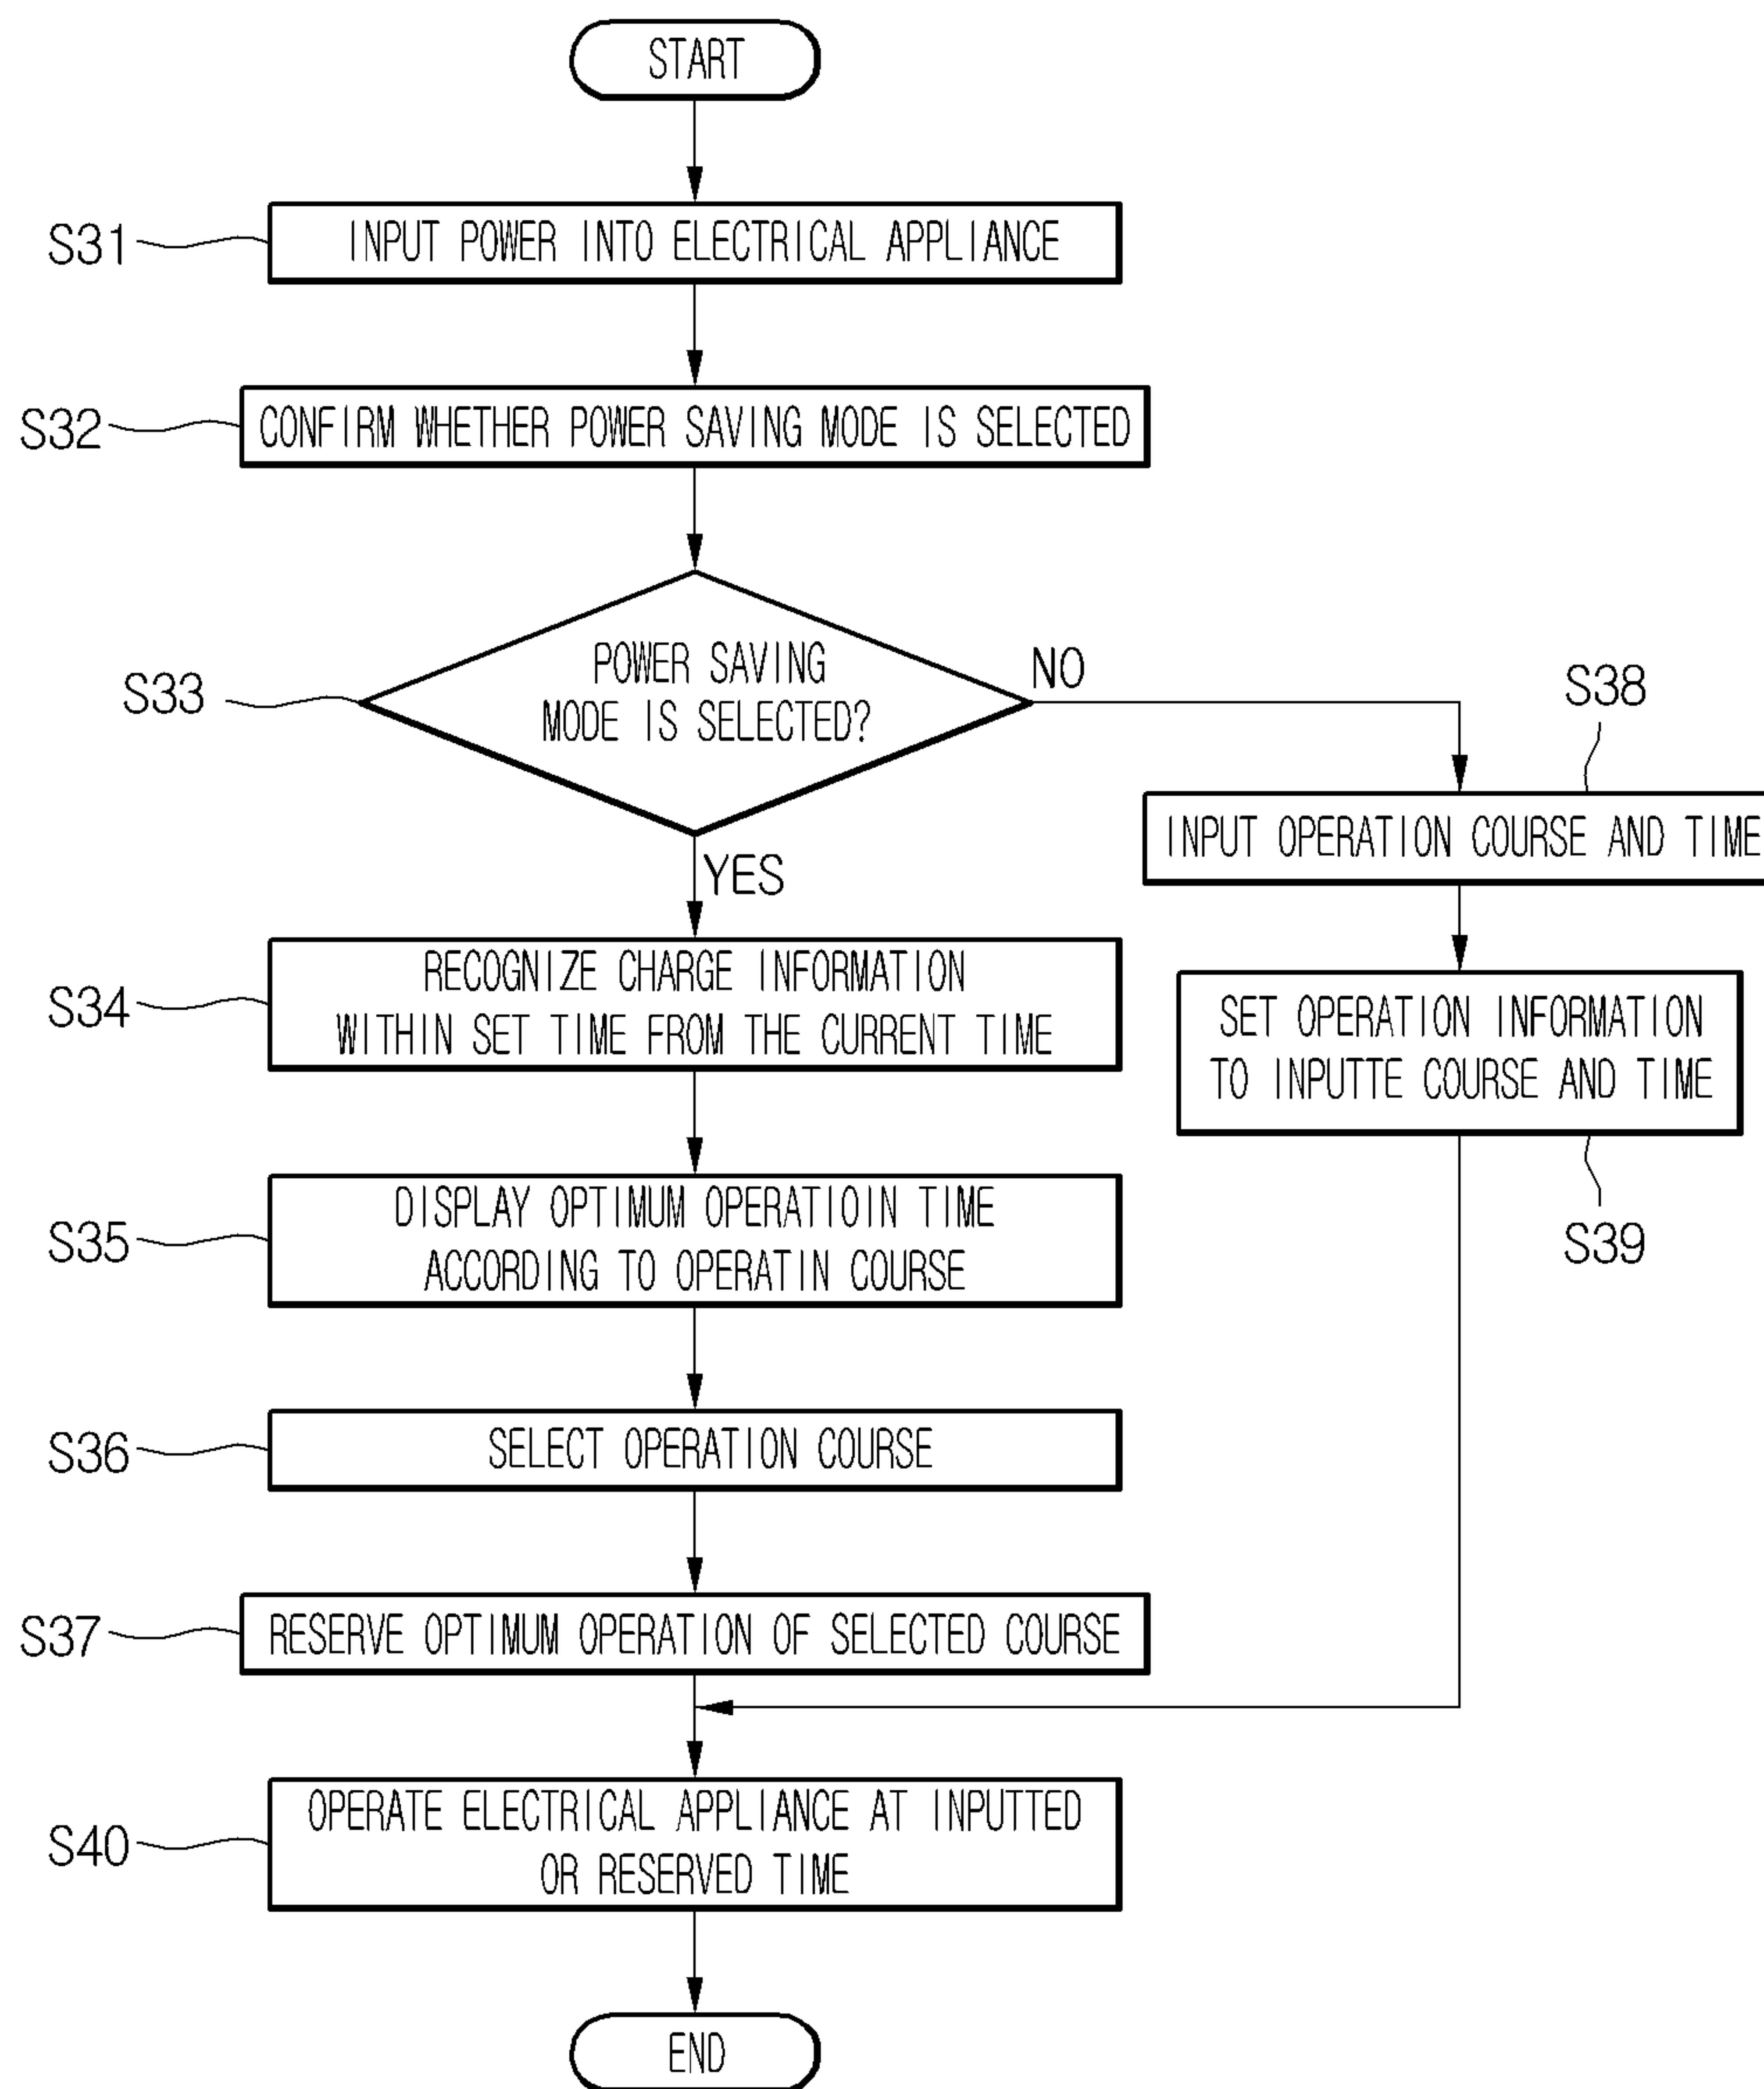 START
S31
INPUT POWER INTO ELECTRICAL APPLIANCE
S32
CONFIRM WHETHER POWER SAVING MODE IS SELECTED
S33
POWER SAVING
MODE IS SELECTED?
NO
YES
S38
INPUT OPERATION COURSE AND TIME
S34
RECOGNIZE CHARGE INFORMATION
WITHIN SET TIME FROM THE CURRENT TIME
SET OPERATION INFORMATION
TO INPUTTE COURSE AND TIME
S39
S35
DISPLAY OPTIMUM OPERATIOIN TIME
ACCORDING TO OPERATIN COURSE
S36
SELECT OPERATION COURSE
S37
RESERVE OPTIMUM OPERATION OF SELECTED COURSE
S40
OPERATE ELECTRICAL APPLIANCE AT INPUTTED
OR RESERVED TIME
END